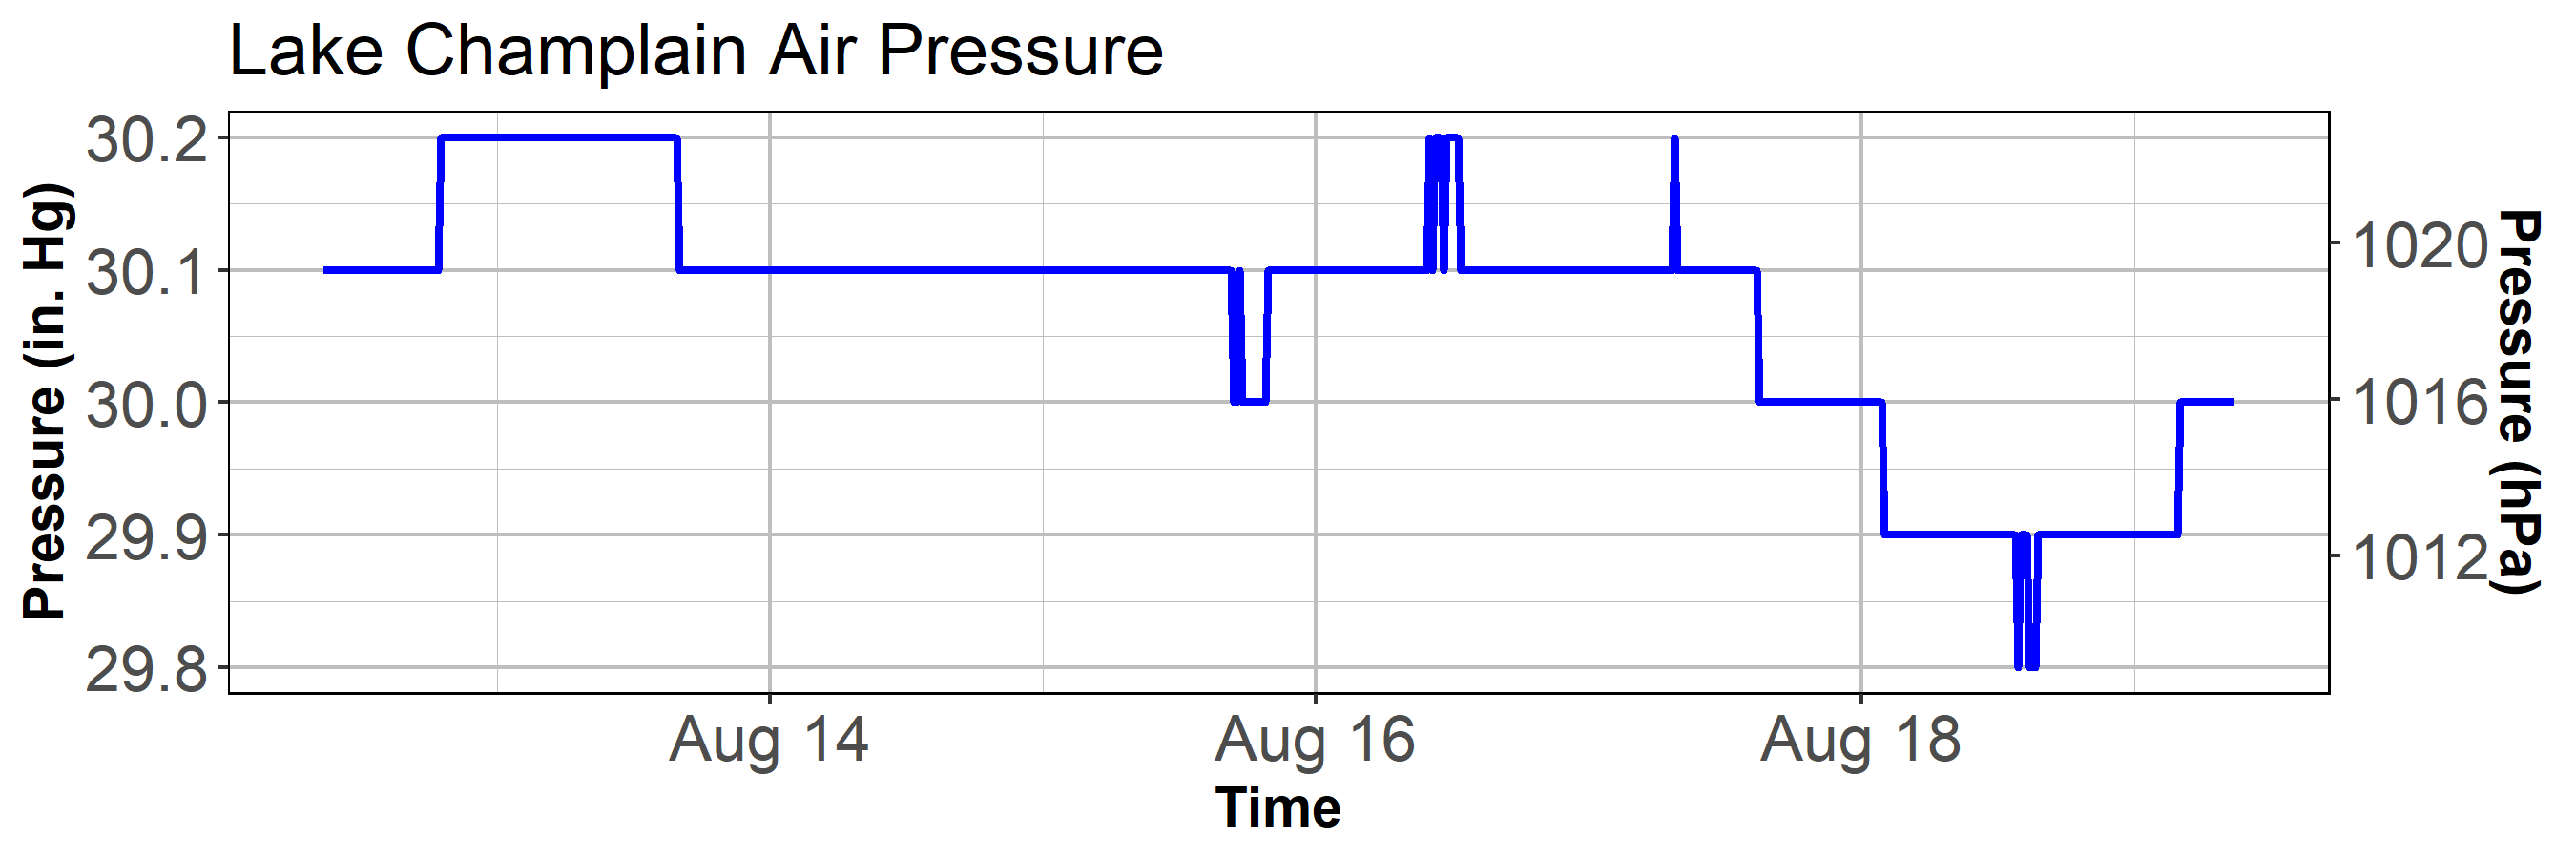 Lake Champlain Air Pressure
30.2
30.1
30.0
29.9
29.8
Pressure (in. Hg)
1020
1016
1012
Pressure (hPa)
Aug 14
Aug 16
Aug 18
Time